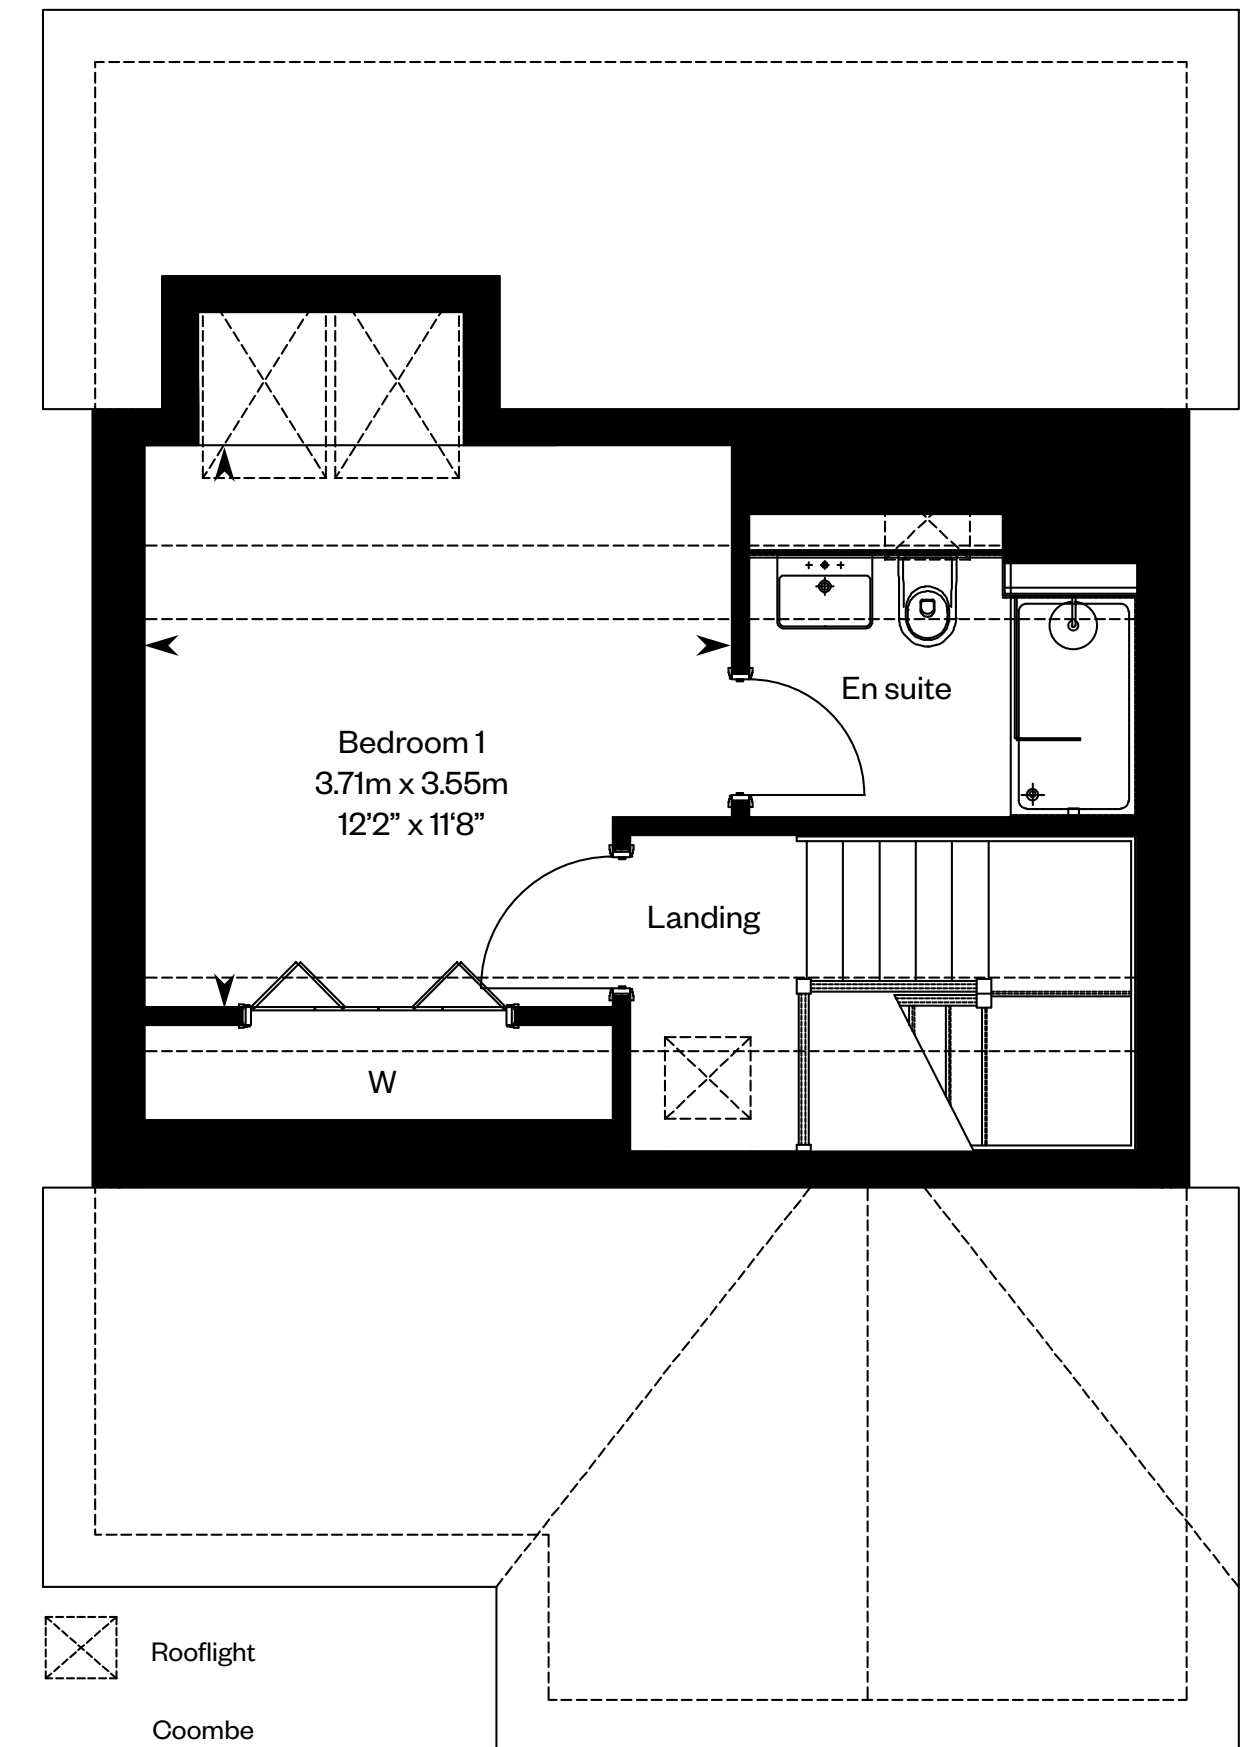 En suite
Bedroom 1
3.71m x 3.55m
12’2” x 11‘8”
Landing
W
Rooflight
Coombe